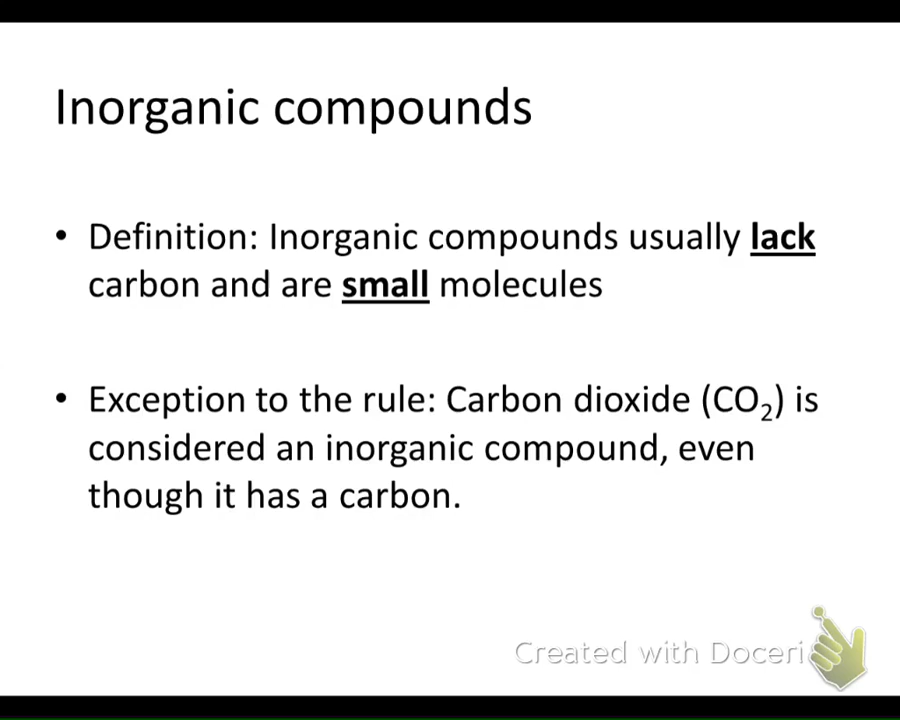 Inorganic compounds
• Definition: Inorganic compounds usually lack
carbon and are small molecules
• Exception to the rule: Carbon dioxide (CO₂) is
considered an inorganic compound, even
though it has a carbon.
Created with Doceri